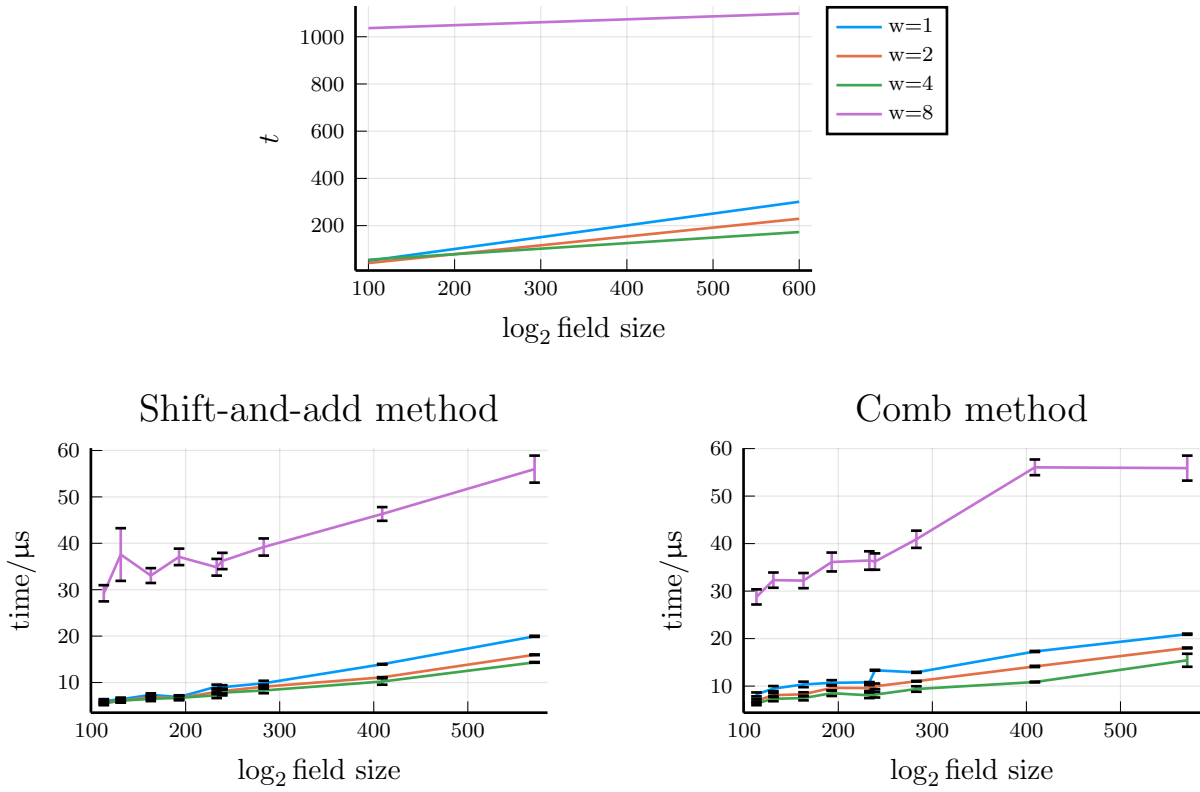 1000
800
600
400
200
t
100 200 300 400 500 600
log2 field size
w=1
w=2
w=4
w=8
Shift-and-add method
60
50
40
30
20
10
time/μs
100 200 300 400 500
log2 field size
Comb method
60
50
40
30
20
10
time/μs
100 200 300 400 500
log2 field size